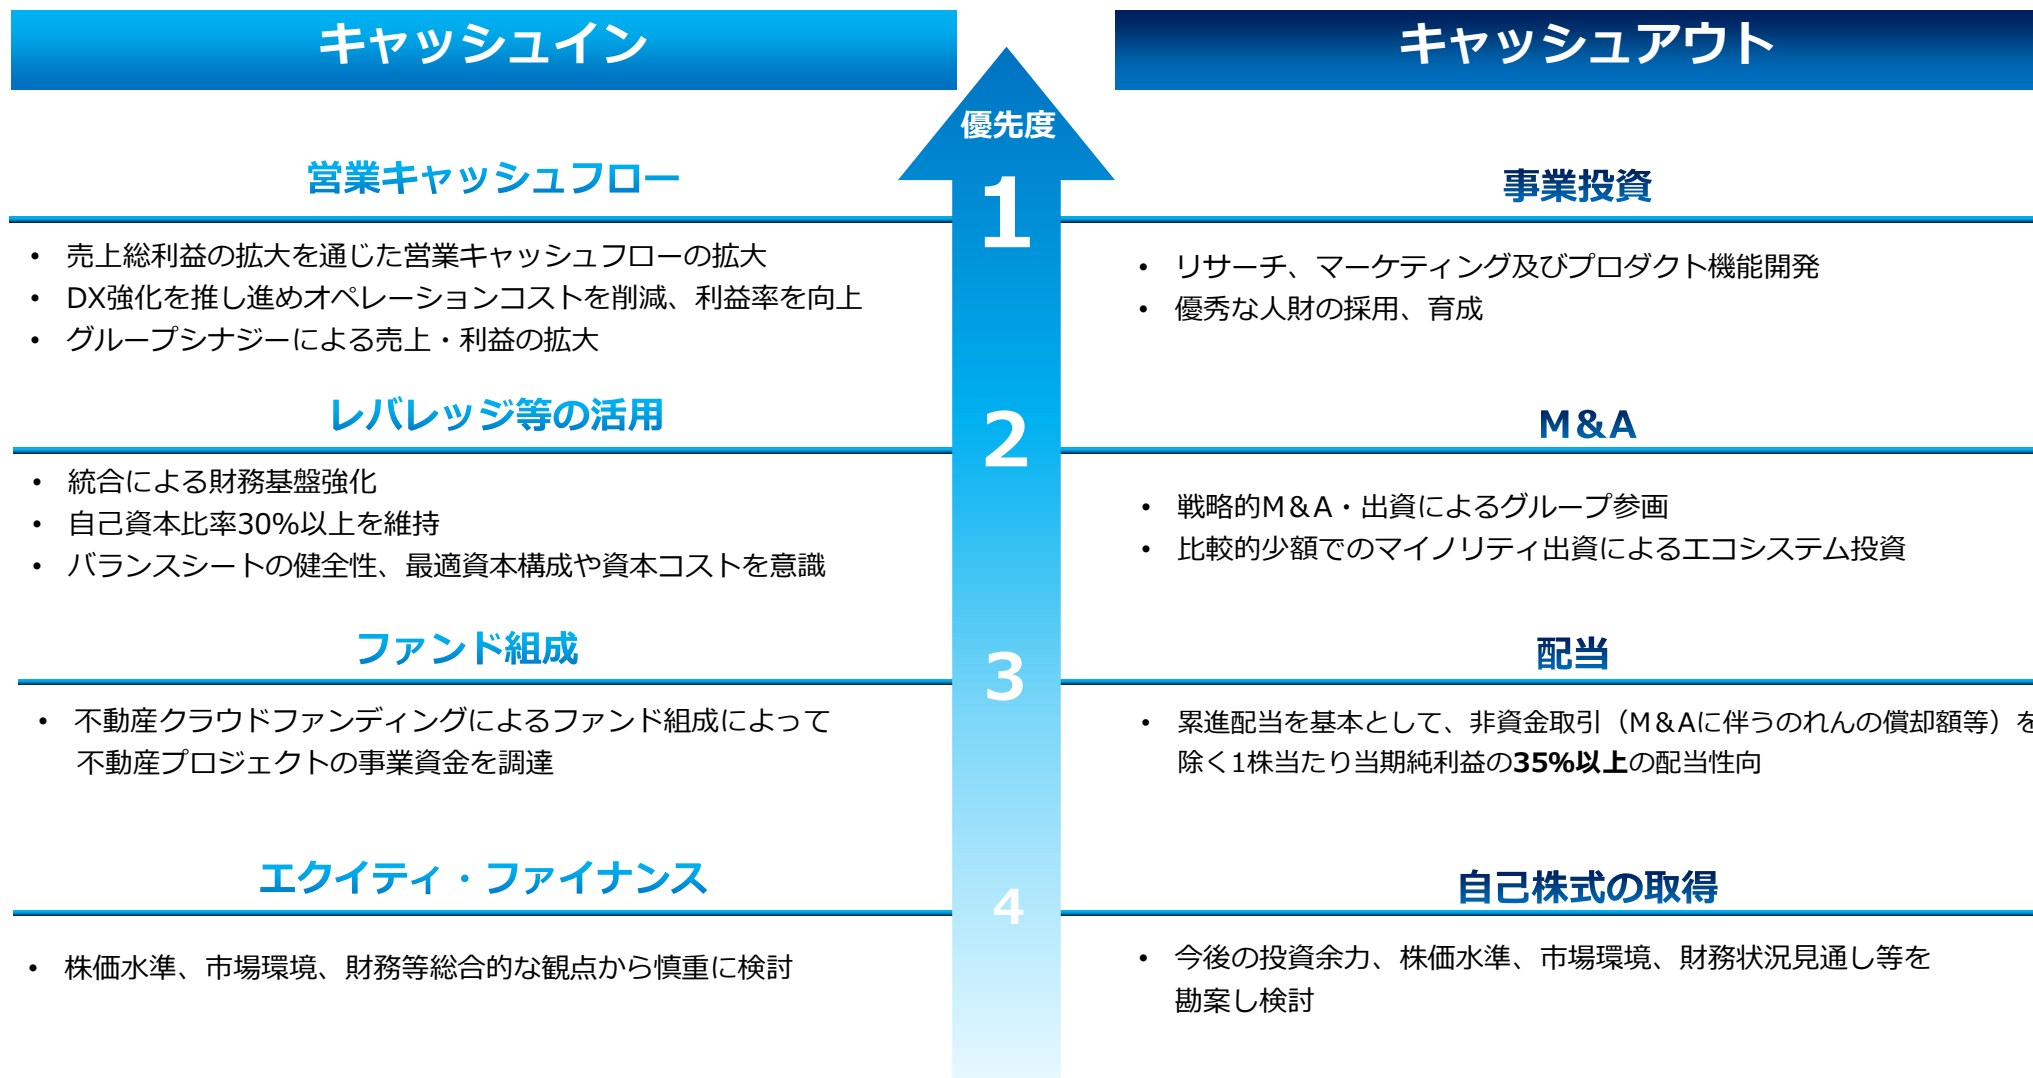 キャッシュイン
キャッシュアウト
優先度
1
営業キャッシュフロー
• 売上総利益の拡大を通じた営業キャッシュフローの拡大
• DX強化を推し進めオペレーションコストを削減、利益率を向上
• グループシナジーによる売上・利益の拡大
事業投資
• リサーチ、マーケティング及びプロダクト機能開発
• 優秀な人財の採用、育成
2
レバレッジ等の活用
• 統合による財務基盤強化
• 自己資本比率30%以上を維持
• バランスシートの健全性、最適資本構成や資本コストを意識
M&A
• 戦略的M&A・出資によるグループ参画
• 比較的少額でのマイノリティ出資によるエコシステム投資
3
ファンド組成
• 不動産クラウドファンディングによるファンド組成によって
不動産プロジェクトの事業資金を調達
配当
• 累進配当を基本として、非資金取引（M&Aに伴うのれんの償却額等）を
除く1株当たり当期純利益の35%以上の配当性向
4
エクイティ・ファイナンス
• 株価水準、市場環境、財務等総合的な観点から慎重に検討
自己株式の取得
• 今後の投資余力、株価水準、市場環境、財務状況見通し等を
勘案し検討